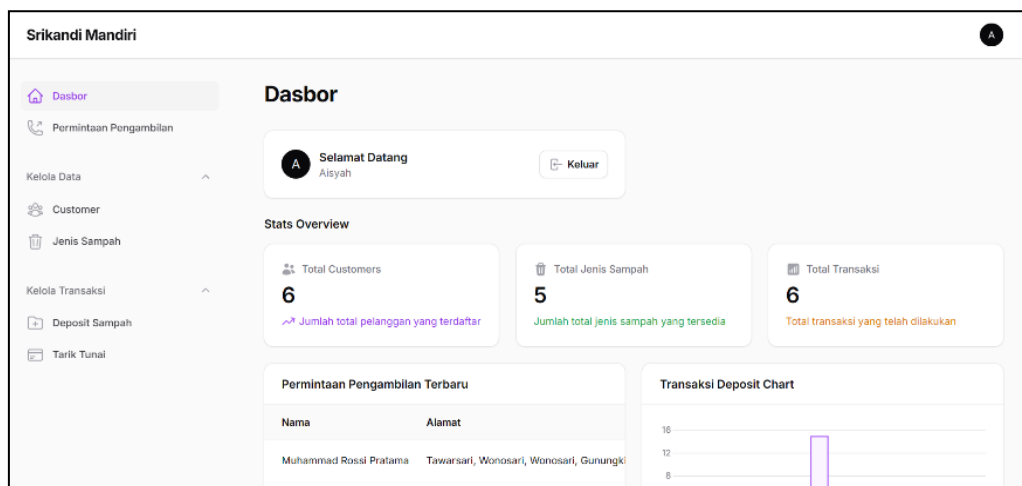 Srikandi Mandiri
A
Dasbor
Permintaan Pengambilan
Kelola Data
Customer
Jenis Sampah
Kelola Transaksi
Deposit Sampah
Tarik Tunai
Dasbor
A
Selamat Datang
Aisyah
Keluar
Stats Overview
Total Customers
6
Jumlah total pelanggan yang terdaftar
Total Jenis Sampah
5
Jumlah total jenis sampah yang tersedia
Total Transaksi
6
Total transaksi yang telah dilakukan
Permintaan Pengambilan Terbaru
Nama Alamat
Muhammad Rossi Pratama Tawarsari, Wonosari, Wonosari, Gunungki
Transaksi Deposit Chart
16
12
8